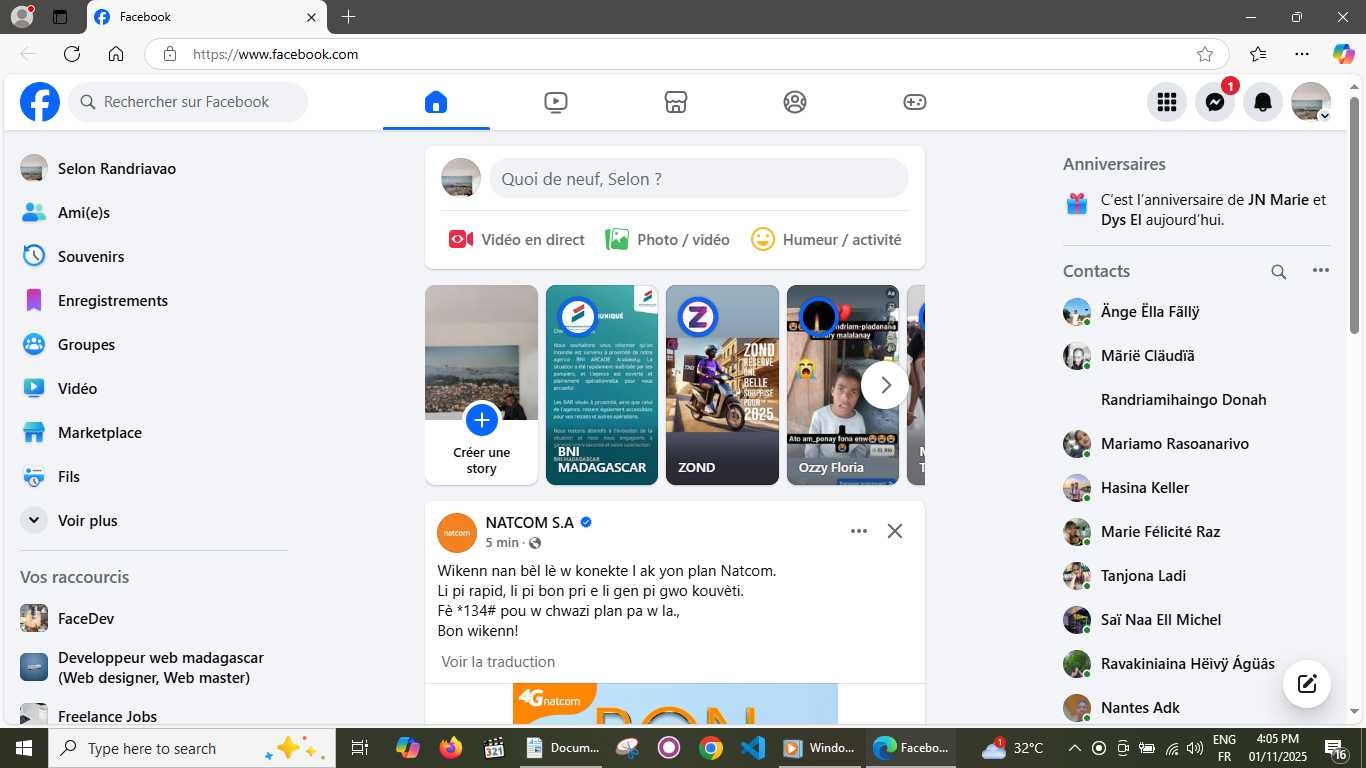 Facebook
https://www.facebook.com
Rechercher sur Facebook
1
Selon Randriavao
Ami(e)s
Souvenirs
Enregistrements
Groupes
Vidéo
Marketplace
Fils
Voir plus
Vos raccourcis
FaceDev
Developpeur web madagascar
(Web designer, Web master)
Freelance Jobs
Quoi de neuf, Selon ?
Vidéo en direct
Photo / vidéo
Humeur / activité
Créer une
story
BNI
MADAGASCAR
ZOND
RESERVE
UNE
BELLE
SURPRISE
POUR
2025
ZOND
Ato am_ponay fona enw
Ozzy Floria
NATCOM S.A
5 min ·
natcom
Wikenn nan bèl lè w konekte l ak yon plan Natcom.
Li pi rapid, li pi bon pri e li gen pi gwo kouvèti.
Fè *134# pou w chwazi plan pa w la.,
Bon wikenn!
Voir la traduction
4G natcom
BON
Anniversaires
C'est l'anniversaire de JN Marie et
Dys El aujourd'hui.
Contacts
Änge Ëlla Fãllÿ
Mãrië Cläudïã
Randriamihaingo Donah
Mariamo Rasoanarivo
Hasina Keller
Marie Félicité Raz
Tanjona Ladi
Saï Naa Ell Michel
Ravakiniaina Hëivÿ Ágüâs
Nantes Adk
Type here to search
Docum...
Windo...
Facebo...
1
32°C
ENG
FR
4:05 PM
01/11/2025
16